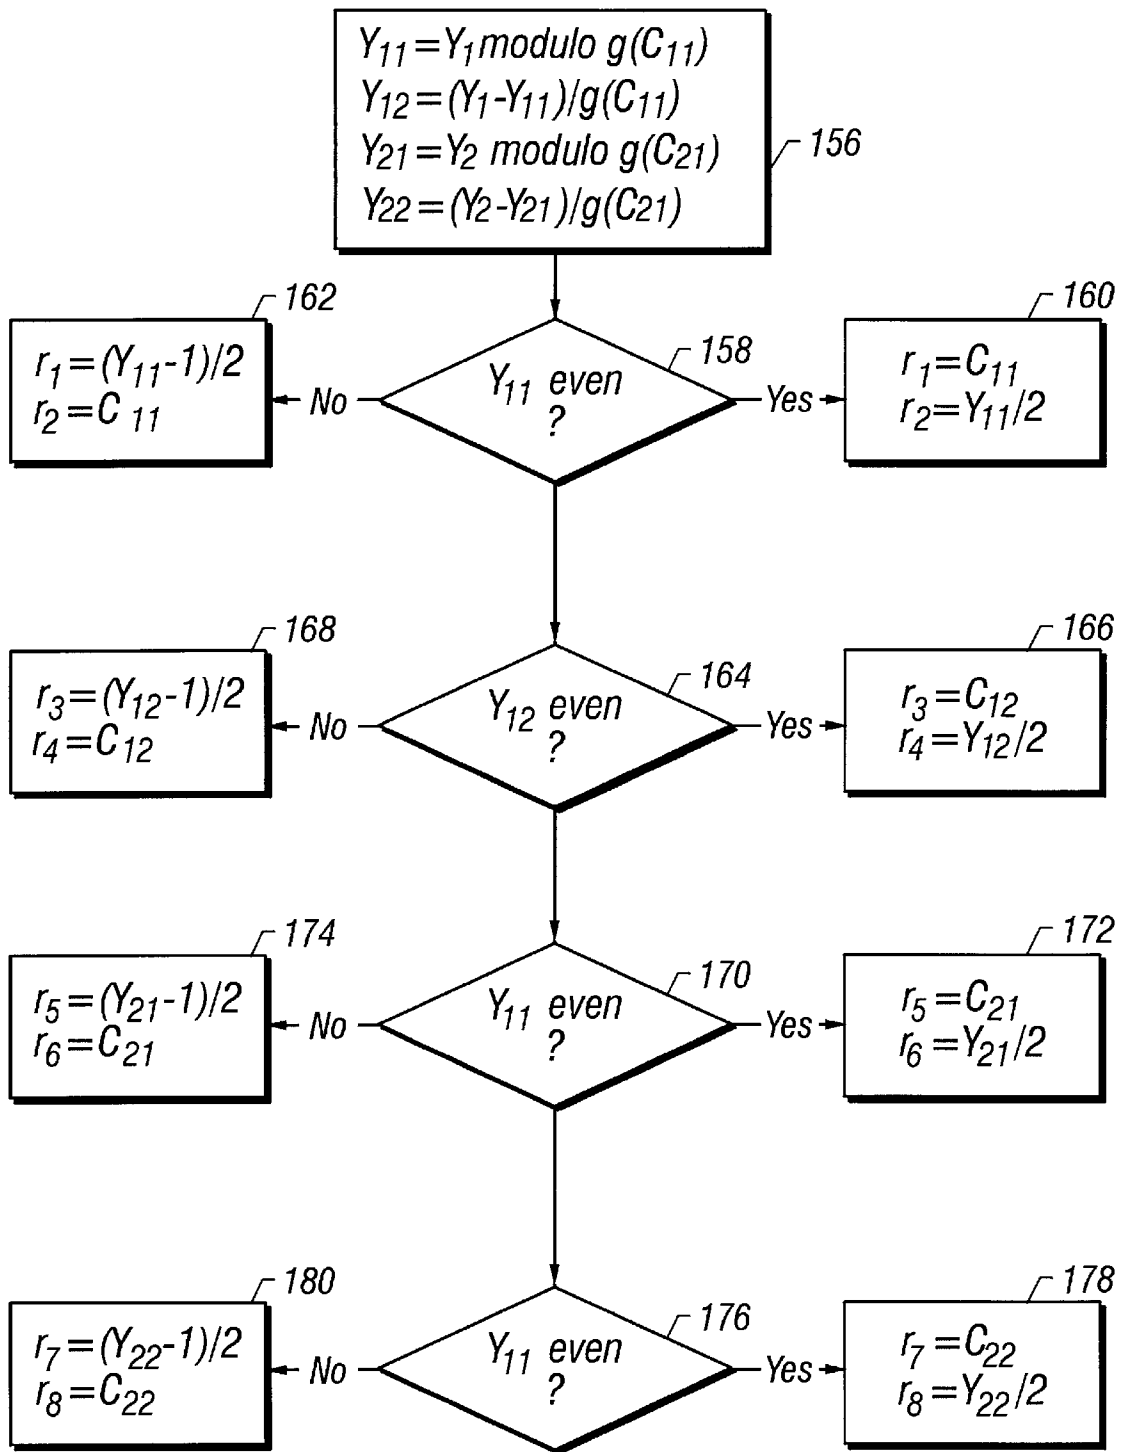 Y11=Y1 modulo g(C11)
Y12=(Y1-Y11)/g(C11)
Y21=Y2 modulo g(C21)
Y22=(Y2-Y21)/g(C21)
156
162
r1=(Y11-1)/2
r2=C 11
No
158
Y11 even
?
Yes
160
r1=C11
r2=Y11/2
168
r3=(Y12-1)/2
r4=C12
No
164
Y12 even
?
Yes
166
r3=C12
r4=Y12/2
174
r5=(Y21-1)/2
r6=C21
No
170
Y11 even
?
Yes
172
r5=C21
r6=Y21/2
180
r7=(Y22-1)/2
r8=C22
No
176
Y11 even
?
Yes
178
r7=C22
r8=Y22/2